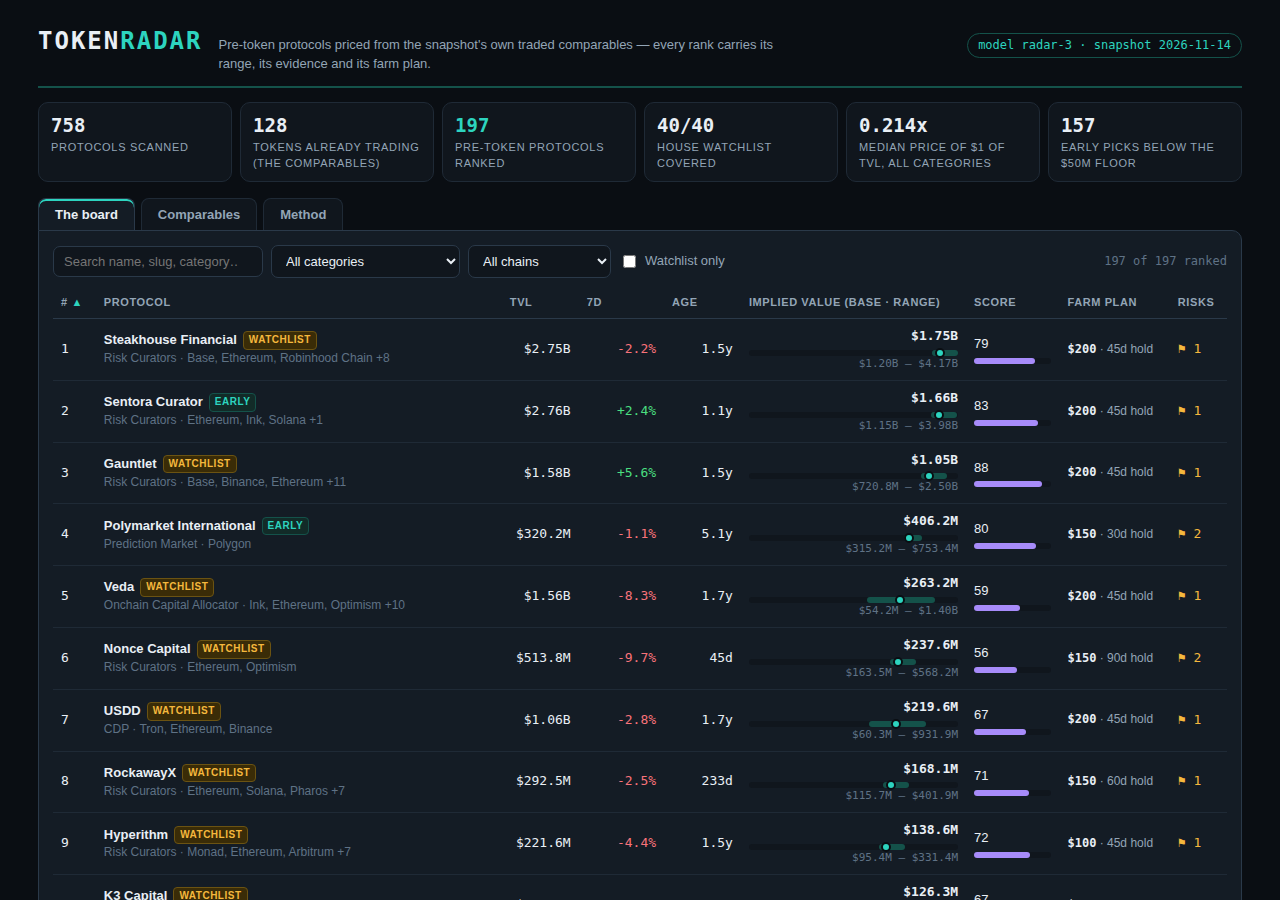 TOKENRADAR
Pre-token protocols priced from the snapshot's own traded comparables — every rank carries its
range, its evidence and its farm plan.
model radar-3 · snapshot 2026-11-14
758
PROTOCOLS SCANNED
128
TOKENS ALREADY TRADING
(THE COMPARABLES)
197
PRE-TOKEN PROTOCOLS
RANKED
40/40
HOUSE WATCHLIST
COVERED
0.214x
MEDIAN PRICE OF $1 OF
TVL, ALL CATEGORIES
157
EARLY PICKS BELOW THE
$50M FLOOR
The board
Comparables
Method
Search name, slug, category..
All categories
All chains
Watchlist only
197 of 197 ranked
# ▲ PROTOCOL TVL 7D AGE IMPLIED VALUE (BASE · RANGE) SCORE FARM PLAN RISKS
1 Steakhouse Financial WATCHLIST $2.75B -2.2% 1.5y $1.75B 79 $200 · 45d hold ⚑ 1
Risk Curators · Base, Ethereum, Robinhood Chain +8
$1.20B — $4.17B
2 Sentora Curator EARLY $2.76B +2.4% 1.1y $1.66B 83 $200 · 45d hold ⚑ 1
Risk Curators · Ethereum, Ink, Solana +1
$1.15B — $3.98B
3 Gauntlet WATCHLIST $1.58B +5.6% 1.5y $1.05B 88 $200 · 45d hold ⚑ 1
Risk Curators · Base, Binance, Ethereum +11
$720.8M — $2.50B
4 Polymarket International EARLY $320.2M -1.1% 5.1y $406.2M 80 $150 · 30d hold ⚑ 2
Prediction Market · Polygon
$315.2M — $753.4M
5 Veda WATCHLIST $1.56B -8.3% 1.7y $263.2M 59 $200 · 45d hold ⚑ 1
Onchain Capital Allocator · Ink, Ethereum, Optimism +10
$54.2M — $1.40B
6 Nonce Capital WATCHLIST $513.8M -9.7% 45d $237.6M 56 $150 · 90d hold ⚑ 2
Risk Curators · Ethereum, Optimism
$163.5M — $568.2M
7 USDD WATCHLIST $1.06B -2.8% 1.7y $219.6M 67 $200 · 45d hold ⚑ 1
CDP · Tron, Ethereum, Binance
$60.3M — $931.9M
8 RockawayX WATCHLIST $292.5M -2.5% 233d $168.1M 71 $150 · 60d hold ⚑ 1
Risk Curators · Ethereum, Solana, Pharos +7
$115.7M — $401.9M
9 Hyperithm WATCHLIST $221.6M -4.4% 1.5y $138.6M 72 $100 · 45d hold ⚑ 1
Risk Curators · Monad, Ethereum, Arbitrum +7
$95.4M — $331.4M
K3 Capital WATCHLIST $126.3M 67